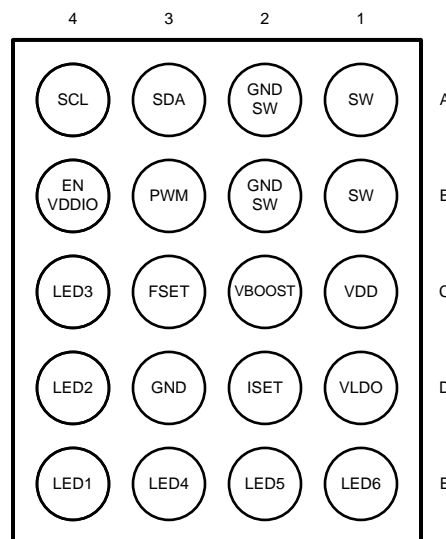 4 3 2 1
SCL SDA GND SW SW A
EN VDDIO PWM GND SW SW B
LED3 FSET VBOOST VDD C
LED2 GND ISET VLDO D
LED1 LED4 LED5 LED6 E